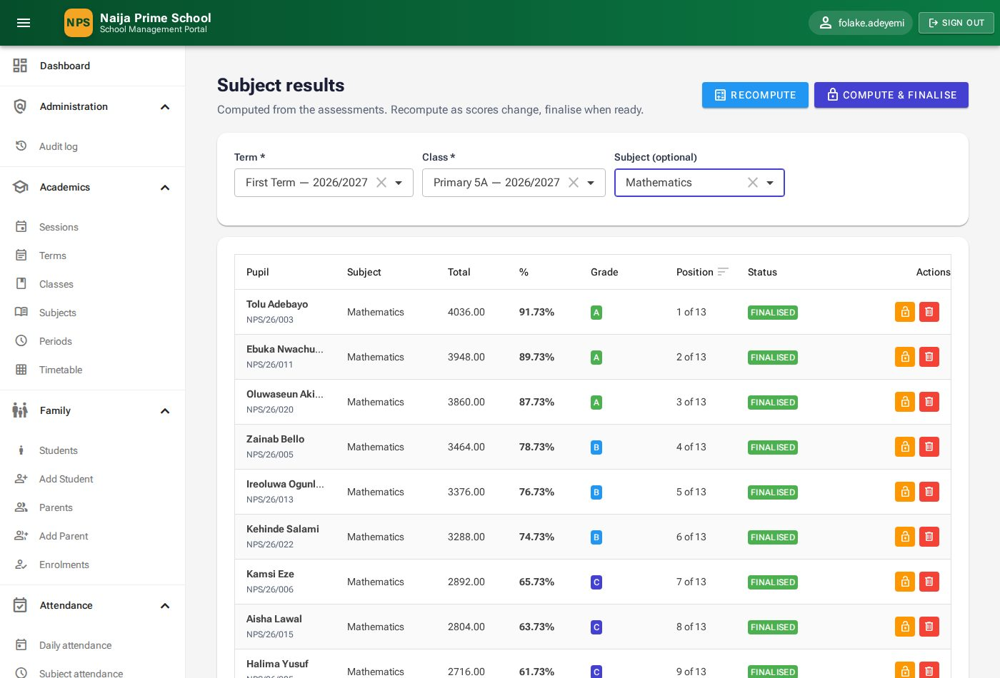 NPS
Naija Prime School
School Management Portal
folake.adeyemi
SIGN OUT
Dashboard
Administration
Audit log
Academics
Sessions
Terms
Classes
Subjects
Periods
Timetable
Family
Students
Add Student
Parents
Add Parent
Enrolments
Attendance
Daily attendance
Subject attendance
Subject results
Computed from the assessments. Recompute as scores change, finalise when ready.
RECOMPUTE
COMPUTE & FINALISE
Term *
First Term — 2026/2027
Class *
Primary 5A — 2026/2027
Subject (optional)
Mathematics
Pupil Subject Total % Grade Position Status Actions
Tolu Adebayo
NPS/26/003
Mathematics 4036.00 91.73% A 1 of 13 FINALISED
Ebuka Nwachu...
NPS/26/011
Mathematics 3948.00 89.73% A 2 of 13 FINALISED
Oluwaseun Aki...
NPS/26/020
Mathematics 3860.00 87.73% A 3 of 13 FINALISED
Zainab Bello
NPS/26/005
Mathematics 3464.00 78.73% B 4 of 13 FINALISED
Ireoluwa Ogunl...
NPS/26/013
Mathematics 3376.00 76.73% B 5 of 13 FINALISED
Kehinde Salami
NPS/26/022
Mathematics 3288.00 74.73% B 6 of 13 FINALISED
Kamsi Eze
NPS/26/006
Mathematics 2892.00 65.73% C 7 of 13 FINALISED
Aisha Lawal
NPS/26/015
Mathematics 2804.00 63.73% C 8 of 13 FINALISED
Halima Yusuf
Mathematics 2716.00 61.73% C 9 of 13 FINALISED